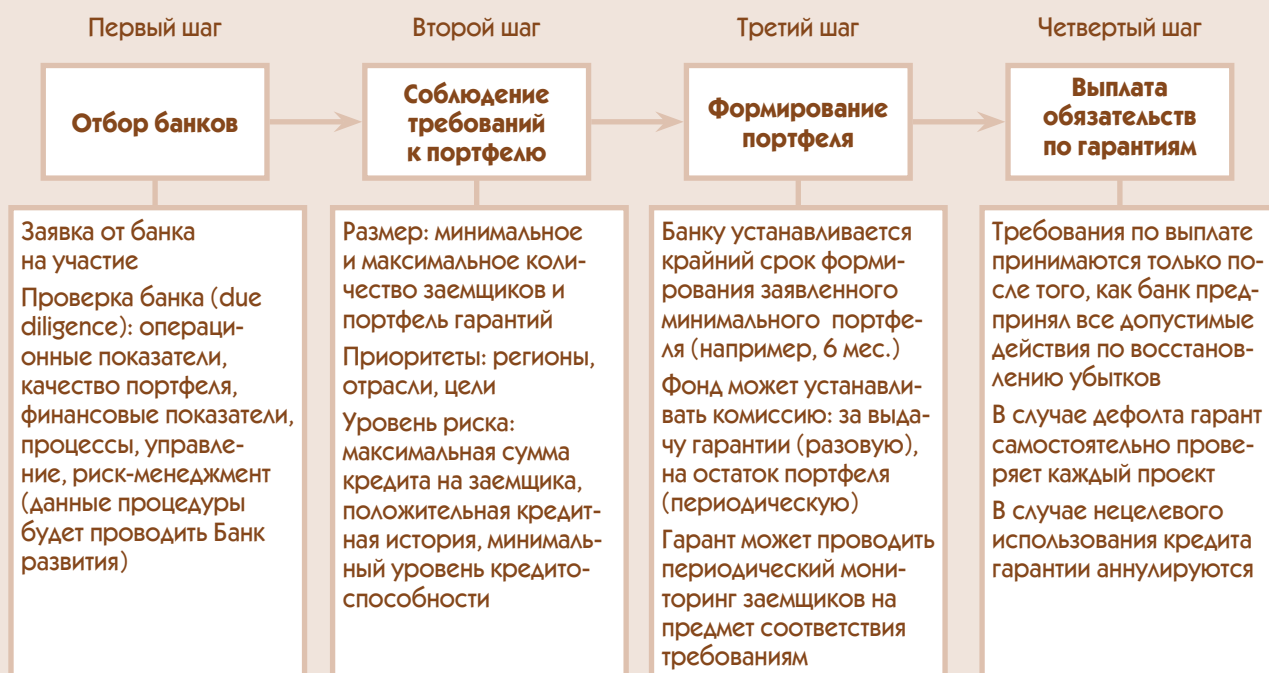 Первый шаг
Второй шаг
Третий шаг
Четвертый шаг
Отбор банков
Соблюдение
требований
к портфелю
Формирование
портфеля
Выплата
обязательств
по гарантиям
Заявка от банка
на участие
Проверка банка (due
diligence): операци-
онные показатели,
качество портфеля,
финансовые показатели,
процессы, управле-
ние, риск-менеджмент
(данные процедуры
будет проводить Банк
развития)
Размер: минимальное
и максимальное коли-
чество заемщиков и
портфель гарантий
Приоритеты: регионы,
отрасли, цели
Уровень риска:
максимальная сумма
кредита на заемщика,
положительная кредит-
ная история, минималь-
ный уровень кредито-
способности
Банку устанавливается
крайний срок форми-
рования заявленного
минимального портфе-
ля (например, 6 мес.)
Фонд может устанавли-
вать комиссию: за выда-
чу гарантии (разовую),
на остаток портфеля
(периодическую)
Гарант может проводить
периодический мони-
торинг заемщиков на
предмет соответствия
требованиям
Требования по выплате
принимаются только по-
сле того, как банк пред-
принял все допустимые
действия по восстанов-
лению убытков
В случае дефолта гарант
самостоятельно прове-
ряет каждый проект
В случае нецелевого
использования кредита
гарантии аннулируются